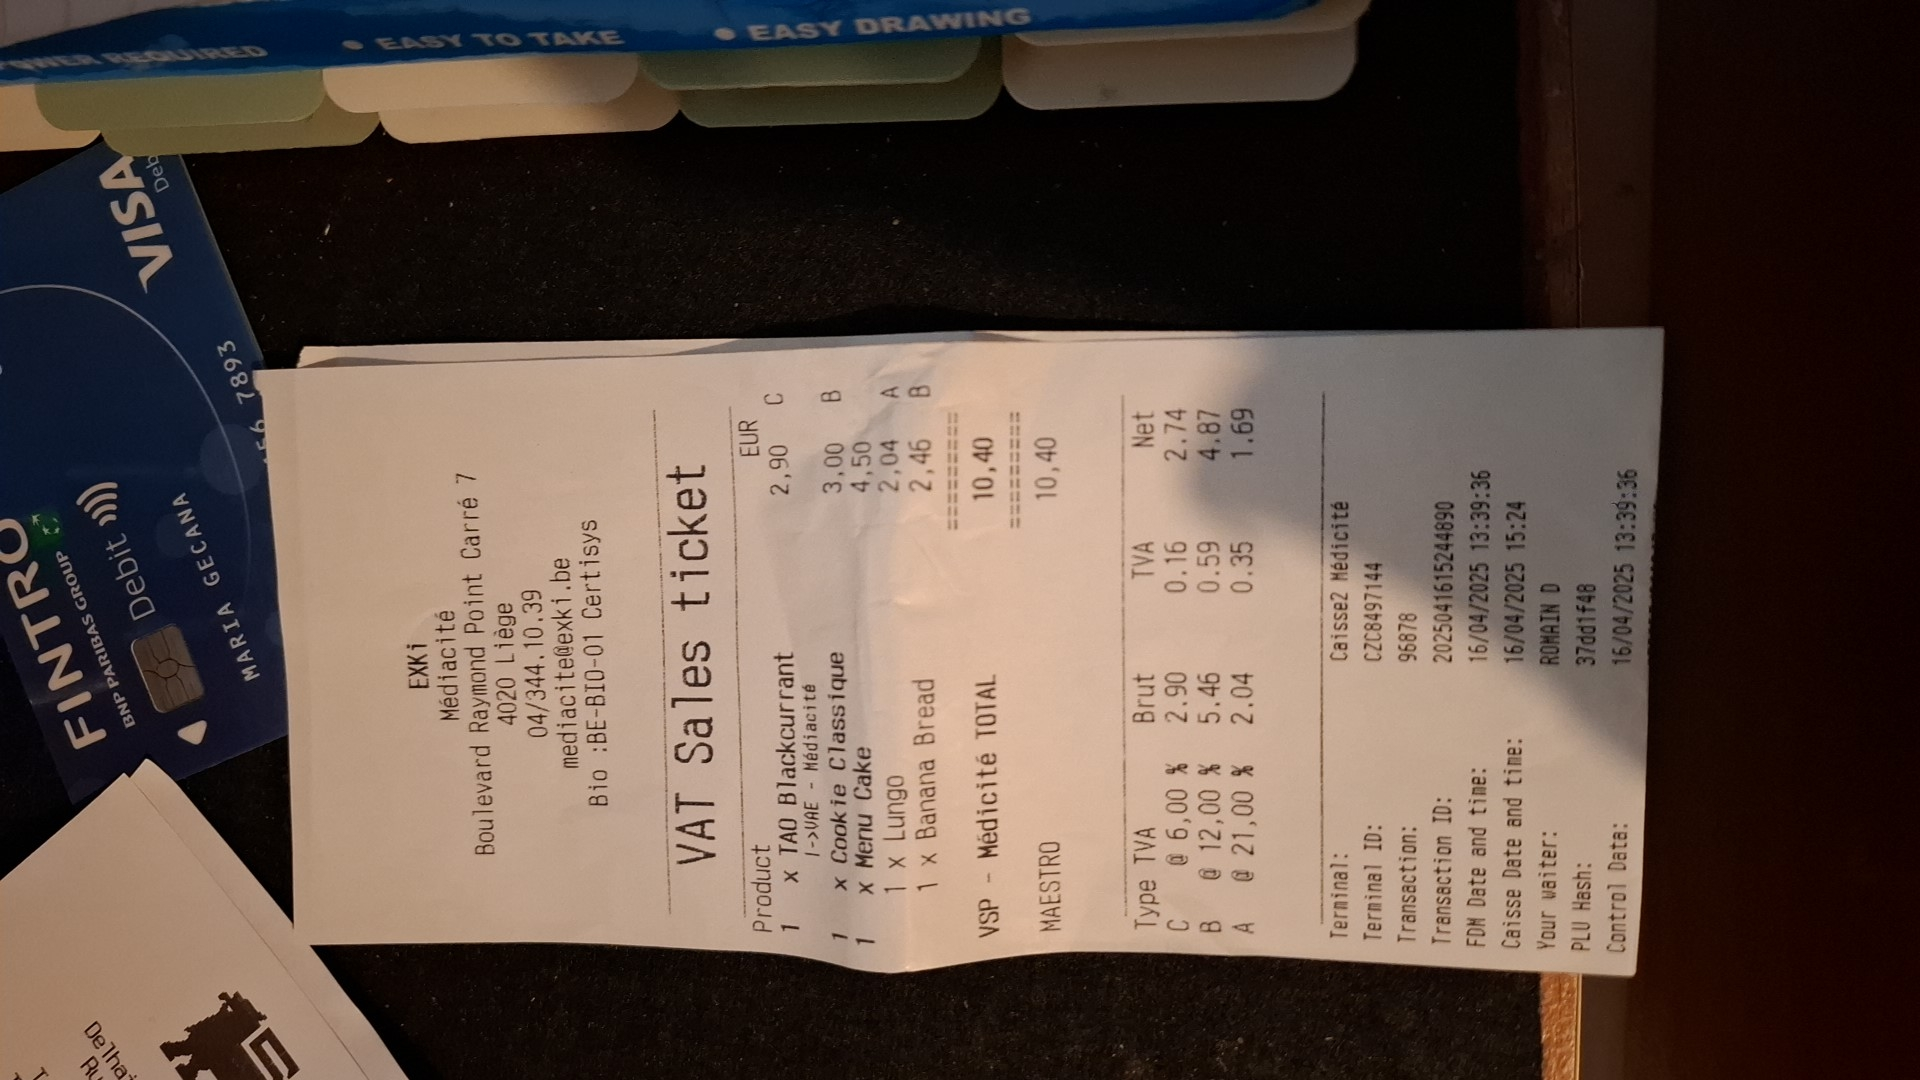 POWER REQUIRED • EASY TO TAKE • EASY DRAWING
FINTRO
BNP PARIBAS GROUP
Debit
VISA
Deb
456 7893
MARIA GECANA
Delhai
EXKi
Médiacité
Boulevard Raymond Point Carré 7
4020 Liège
04/344.10.39
mediacite@exki.be
Bio :BE-BIO-01 Certisys
VAT Sales ticket
Product EUR
1 x TAO Blackcurrant 2,90 C
1->VAE - Médiacité
1 x Cookie Classique 3,00 B
1 x Menu Cake 4,50
1 x Lungo 2,04 A
1 x Banana Bread 2,46 B
=========
VSP - Médicité TOTAL 10,40
=========
MAESTRO 10,40
Type TVA Brut TVA Net
C @ 6,00 % 2.90 0.16 2.74
B @ 12,00 % 5.46 0.59 4.87
A @ 21,00 % 2.04 0.35 1.69
Terminal: Caisse2 Médicité
Terminal ID: CZC8497144
Transaction: 96878
Transaction ID: 2025041615244890
FDM Date and time: 16/04/2025 13:39:36
Caisse Date and time: 16/04/2025 15:24
Your waiter: ROMAIN D
PLU Hash: 37dd1f48
Control Data: 16/04/2025 13:39:36